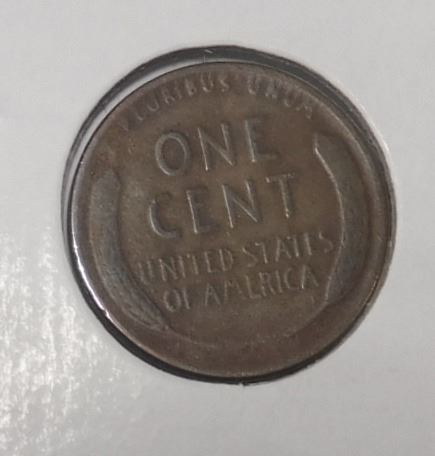 PLURIBUS UNUM
ONE
CENT
UNITED STATES
OF AMERICA